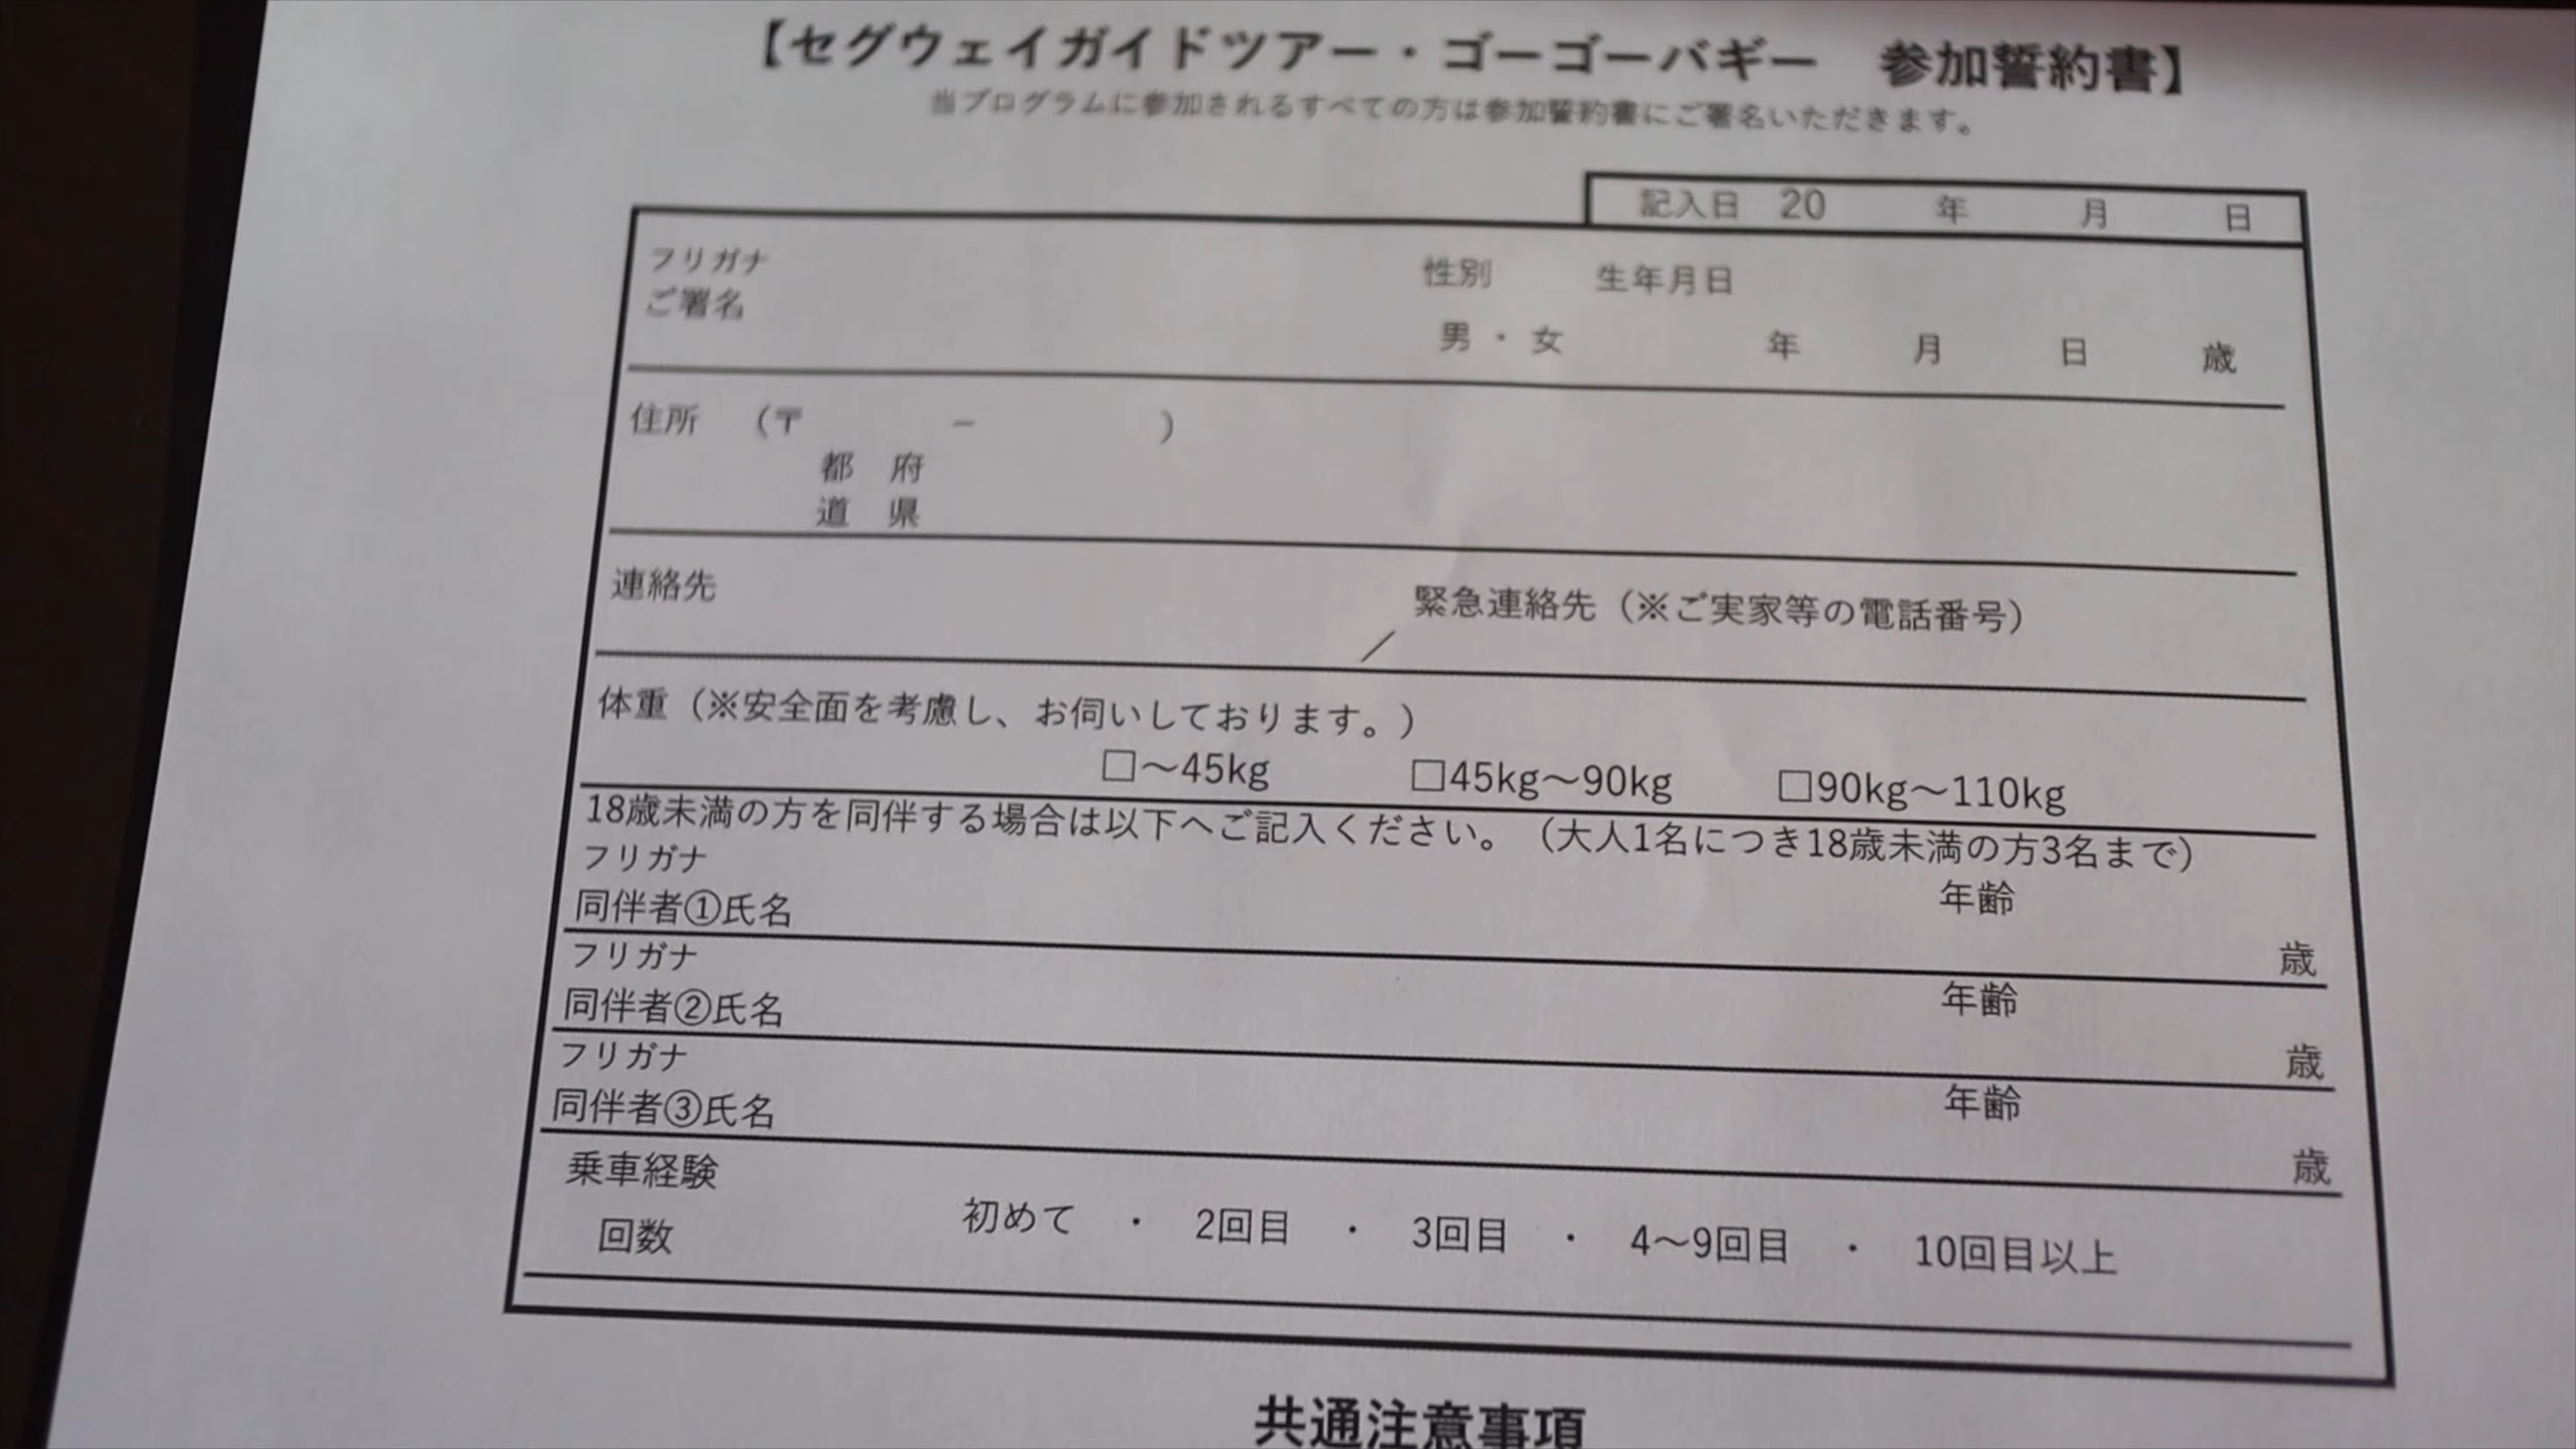 【セグウェイガイドツアー・ゴーゴーバギー　参加誓約書】
当プログラムに参加されるすべての方は参加誓約書にご署名いただきます。
記入日　20　年　月　日
フリガナ
ご署名
性別　生年月日
男・女　年　月　日　歳
住所　（〒　－　）
都　府
道　県
連絡先　／　緊急連絡先（※ご実家等の電話番号）
体重（※安全面を考慮し、お伺いしております。）
□～45kg　□45kg～90kg　□90kg～110kg
18歳未満の方を同伴する場合は以下へご記入ください。（大人1名につき18歳未満の方3名まで）
フリガナ
同伴者①氏名　年齢　歳
フリガナ
同伴者②氏名　年齢　歳
フリガナ
同伴者③氏名　年齢　歳
乗車経験
回数　初めて　・　2回目　・　3回目　・　4～9回目　・　10回目以上
共通注意事項